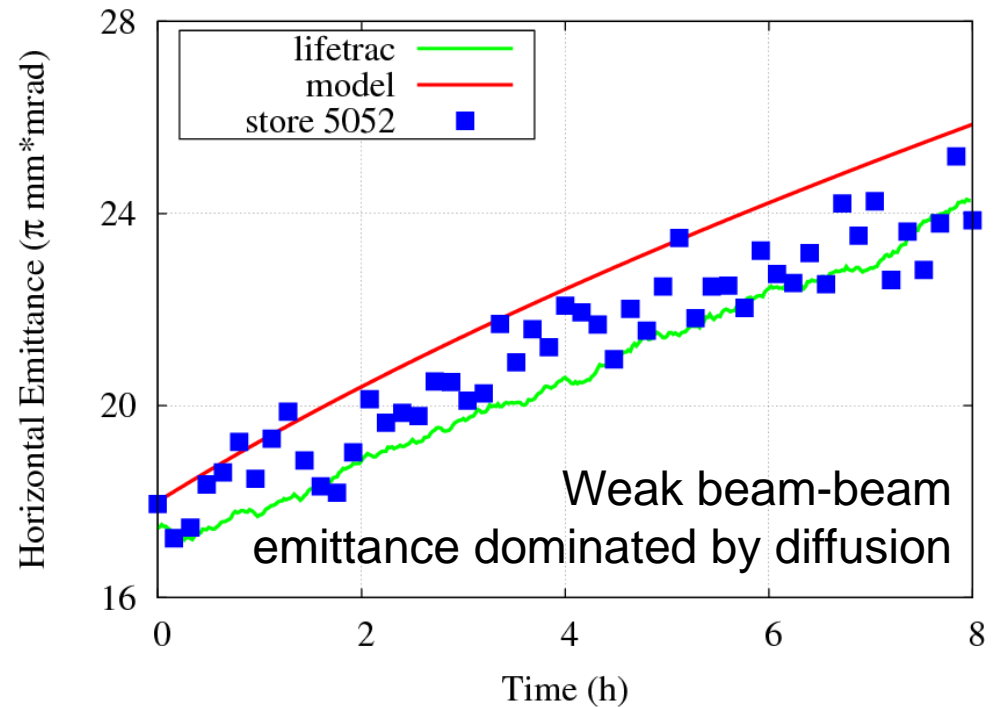 28
24
20
16
Horizontal Emittance (π mm*mrad)
lifetrac
model
store 5052
Weak beam-beam
emittance dominated by diffusion
0 2 4 6 8
Time (h)